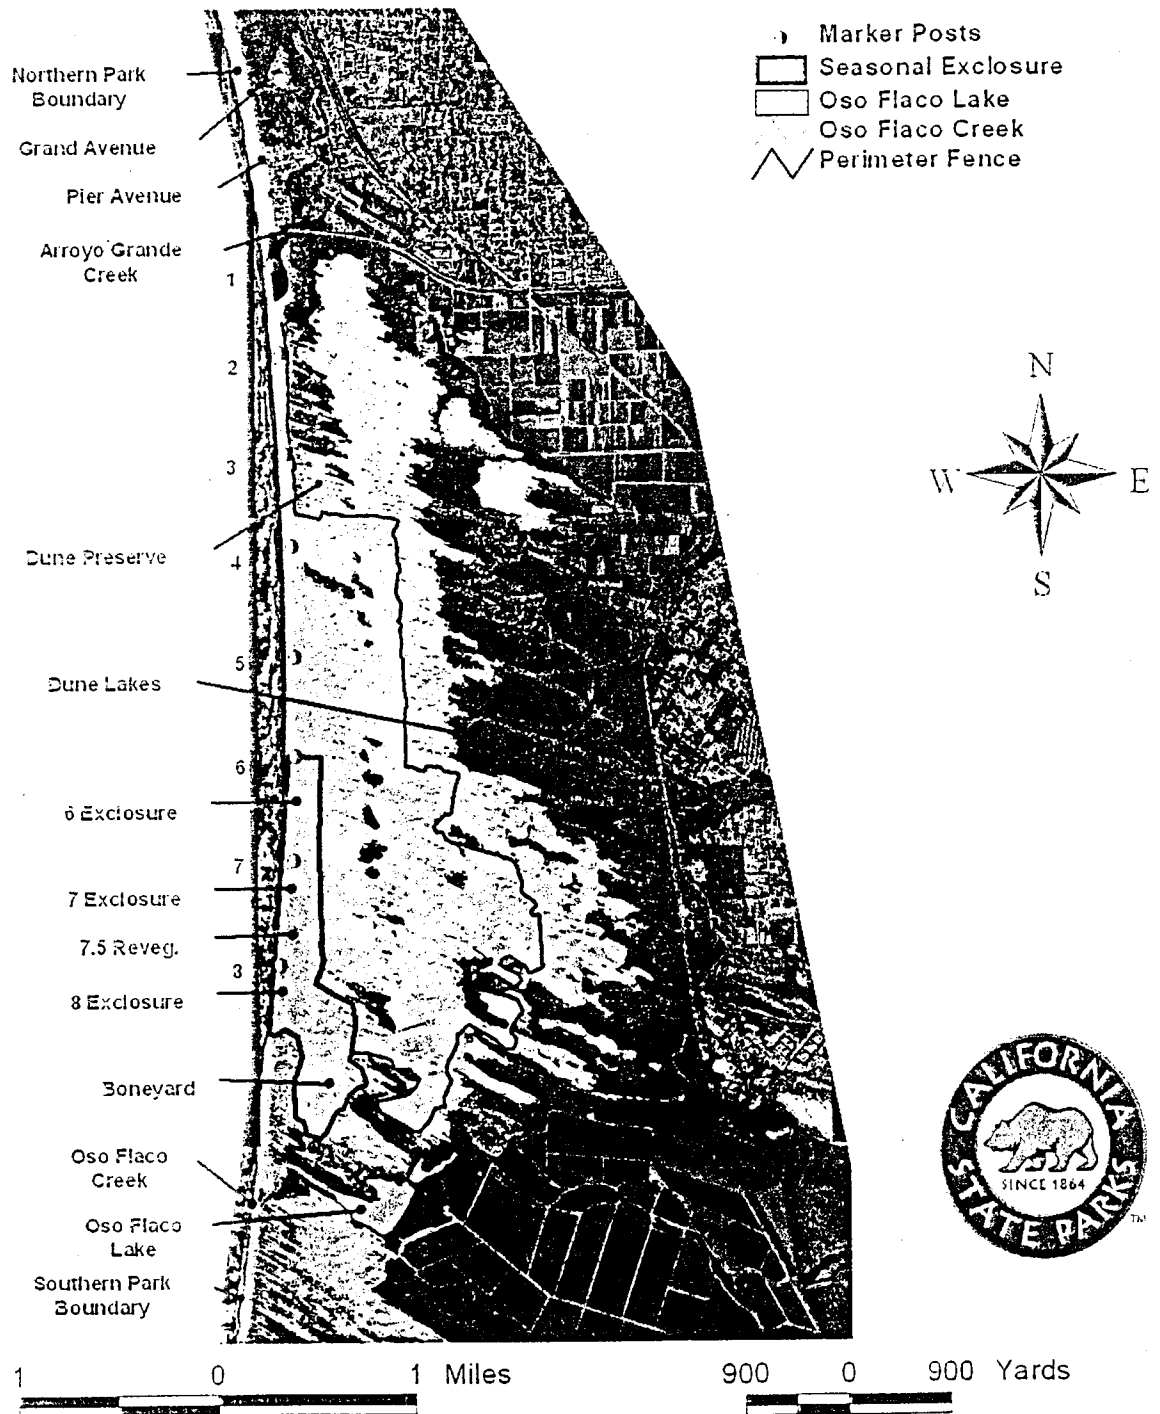 Marker Posts
Seasonal Exclosure
Oso Flaco Lake
Oso Flaco Creek
Perimeter Fence
Northern Park
Boundary
Grand Avenue
Pier Avenue
Arroyo Grande
Creek
1
2
3
Dune Preserve
4
5
Dune Lakes
6
6 Exclosure
7
7 Exclosure
7.5 Reveg.
8
8 Exclosure
Boneyard
Oso Flaco
Creek
Oso Flaco
Lake
Southern Park
Boundary
N
W
E
S
CALIFORNIA
SINCE 1864
STATE PARKS
TM
1 0 1 Miles
900 0 900 Yards